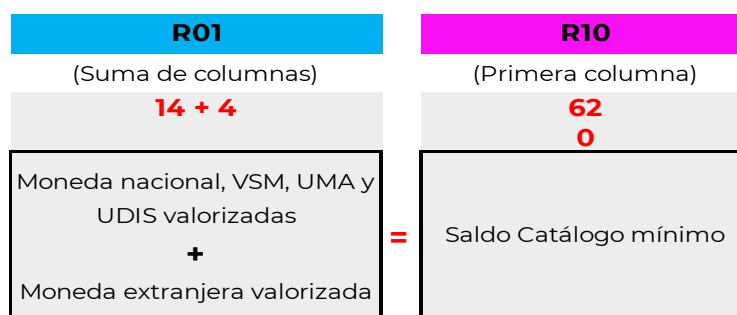 R01
(Suma de columnas)
14 + 4
Moneda nacional, VSM, UMA y
UDIS valorizadas
+
Moneda extranjera valorizada
=
R10
(Primera columna)
62
0
Saldo Catálogo mínimo